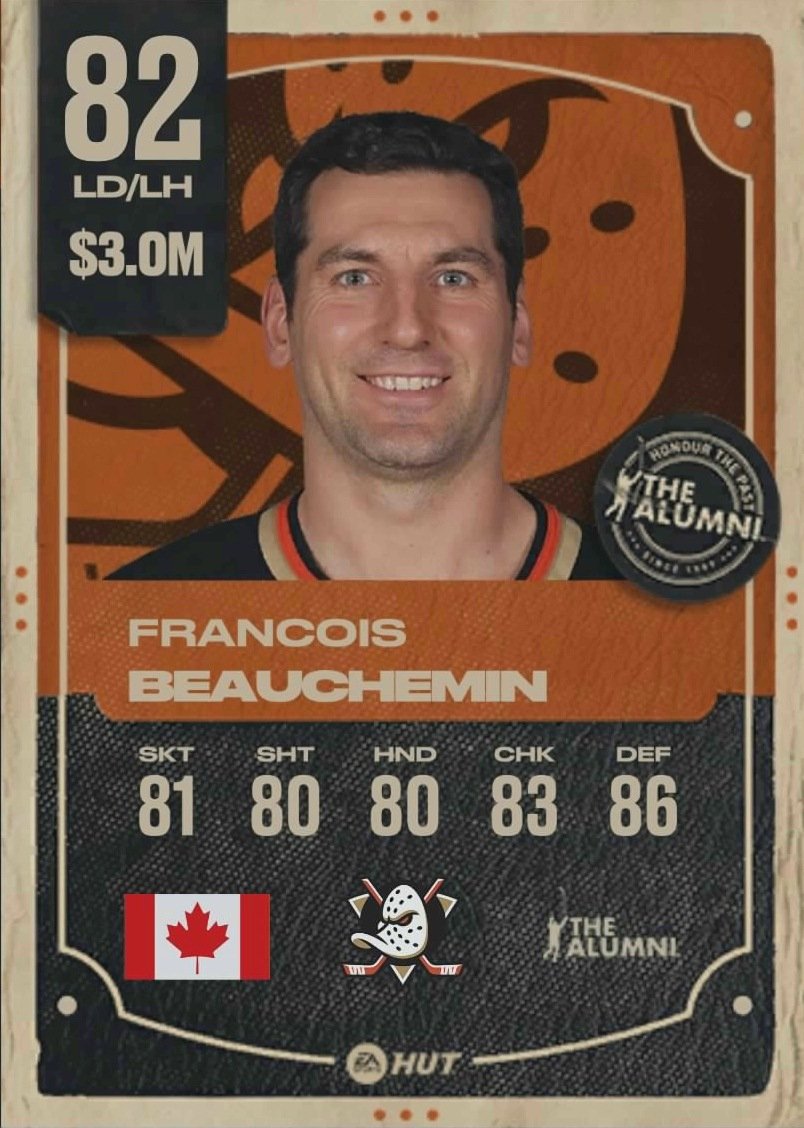 82
LD/LH
$3.0M
HONOUR THE PAST
THE
ALUMNI
FRANCOIS
BEAUCHEMIN
SKT SHT HND CHK DEF
81 80 80 83 86
THE
ALUMNI
EA
HUT